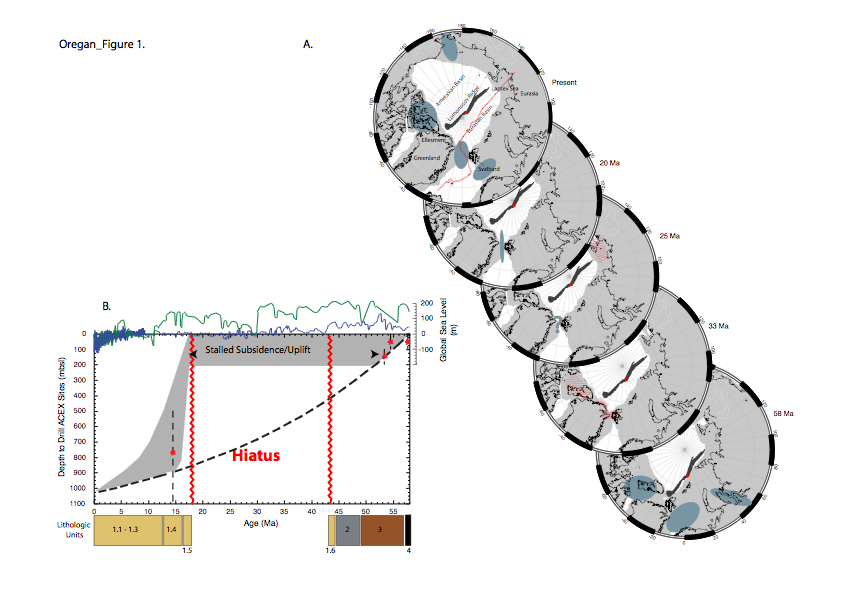 Oregan_Figure 1.
A.
Present
Amerasian Basin
Lomonosov Ridge
Eurasian Basin
Laptev Sea
Eurasia
Ellesmere
Greenland
Svalbard
20 Ma
25 Ma
33 Ma
58 Ma
B.
200
100
0
-100
Global Sea Level
(m)
Stalled Subsidence/Uplift
Hiatus
Depth to Drill ACEX Sites (mbsl)
0
100
200
300
400
500
600
700
800
900
1000
1100
0 5 10 15 20 25 30 35 40 45 50 55
Age (Ma)
Lithologic
Units
1.1 - 1.3
1.4
1.5
1.6
2
3
4